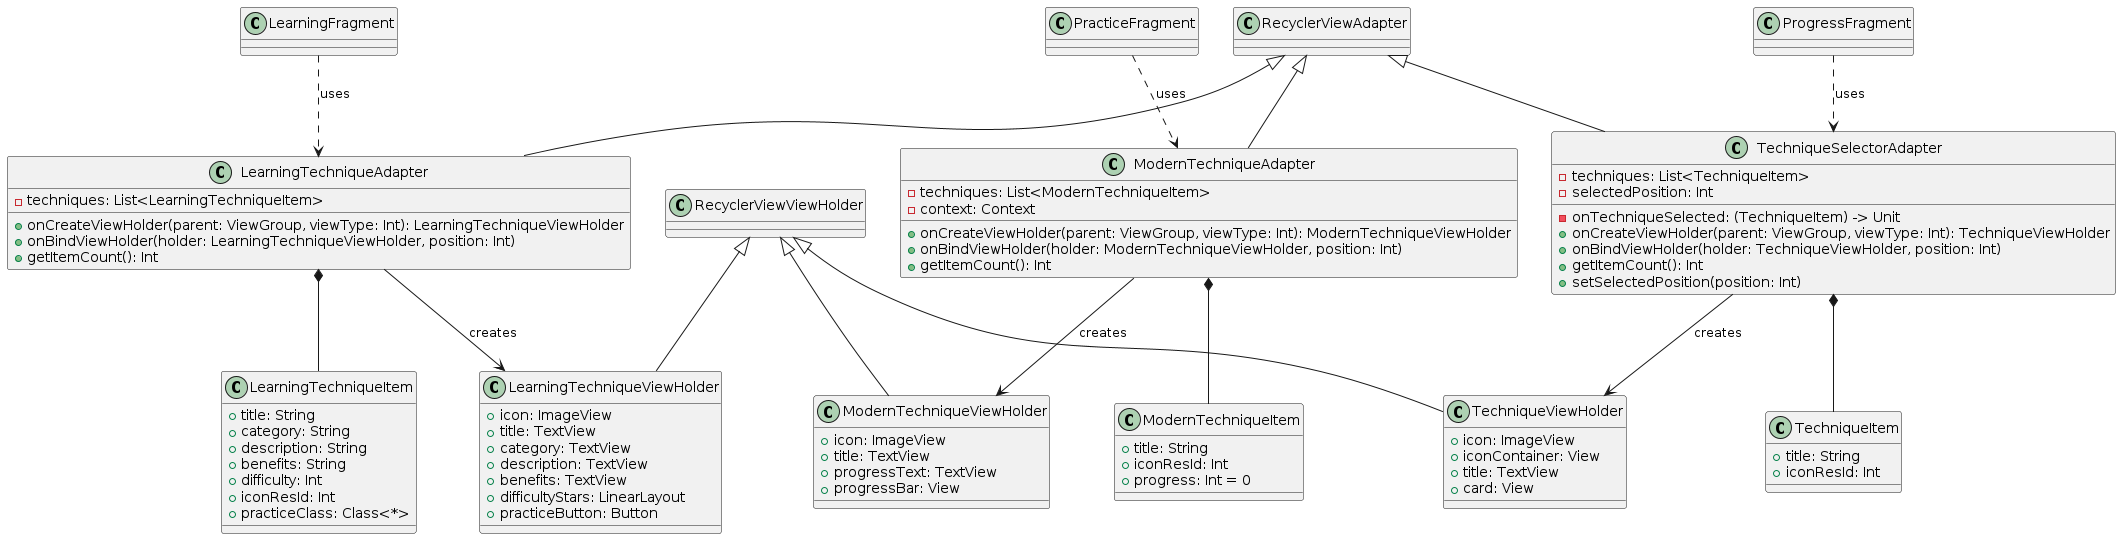 LearningFragment
PracticeFragment
RecyclerViewAdapter
ProgressFragment
uses
uses
uses
LearningTechniqueAdapter
techniques: List<LearningTechniqueItem>
onCreateViewHolder(parent: ViewGroup, viewType: Int): LearningTechniqueViewHolder
onBindViewHolder(holder: LearningTechniqueViewHolder, position: Int)
getItemCount(): Int
RecyclerViewViewHolder
ModernTechniqueAdapter
techniques: List<ModernTechniqueItem>
context: Context
onCreateViewHolder(parent: ViewGroup, viewType: Int): ModernTechniqueViewHolder
onBindViewHolder(holder: ModernTechniqueViewHolder, position: Int)
getItemCount(): Int
TechniqueSelectorAdapter
techniques: List<TechniqueItem>
selectedPosition: Int
onTechniqueSelected: (TechniqueItem) -> Unit
onCreateViewHolder(parent: ViewGroup, viewType: Int): TechniqueViewHolder
onBindViewHolder(holder: TechniqueViewHolder, position: Int)
getItemCount(): Int
setSelectedPosition(position: Int)
creates
creates
creates
LearningTechniqueItem
title: String
category: String
description: String
benefits: String
difficulty: Int
iconResId: Int
practiceClass: Class<*>
LearningTechniqueViewHolder
icon: ImageView
title: TextView
category: TextView
description: TextView
benefits: TextView
difficultyStars: LinearLayout
practiceButton: Button
ModernTechniqueViewHolder
icon: ImageView
title: TextView
progressText: TextView
progressBar: View
ModernTechniqueItem
title: String
iconResId: Int
progress: Int = 0
TechniqueViewHolder
icon: ImageView
iconContainer: View
title: TextView
card: View
TechniqueItem
title: String
iconResId: Int